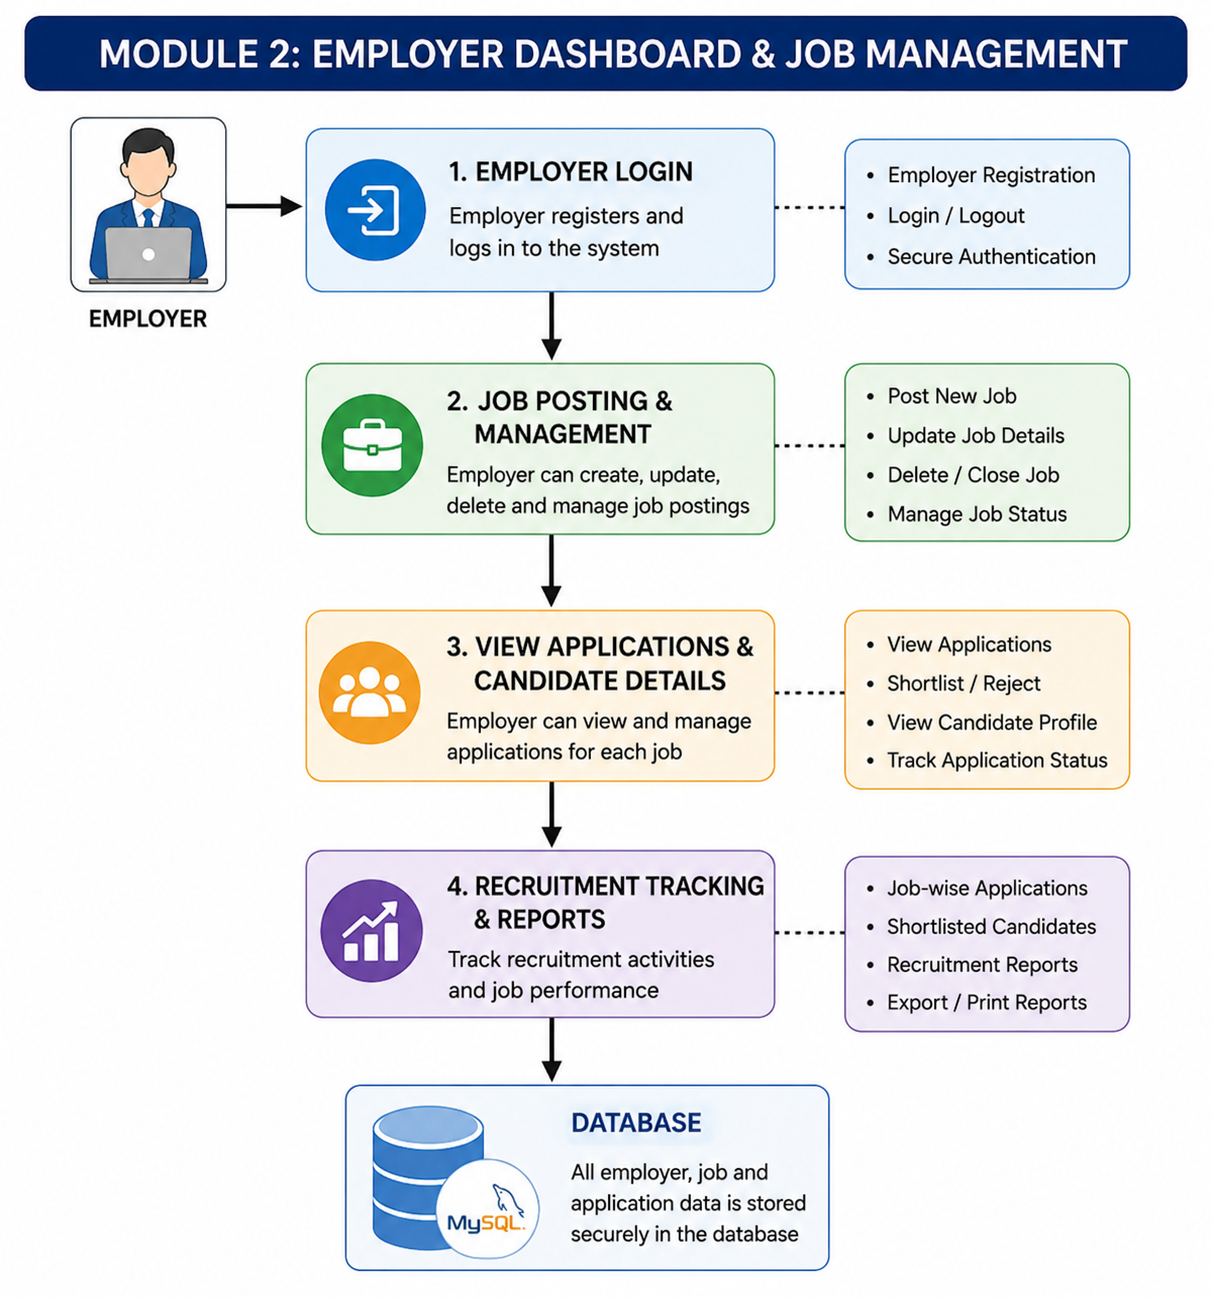 MODULE 2: EMPLOYER DASHBOARD & JOB MANAGEMENT
EMPLOYER
1. EMPLOYER LOGIN
Employer registers and
logs in to the system
• Employer Registration
• Login / Logout
• Secure Authentication
2. JOB POSTING &
MANAGEMENT
Employer can create, update,
delete and manage job postings
• Post New Job
• Update Job Details
• Delete / Close Job
• Manage Job Status
3. VIEW APPLICATIONS &
CANDIDATE DETAILS
Employer can view and manage
applications for each job
• View Applications
• Shortlist / Reject
• View Candidate Profile
• Track Application Status
4. RECRUITMENT TRACKING
& REPORTS
Track recruitment activities
and job performance
• Job-wise Applications
• Shortlisted Candidates
• Recruitment Reports
• Export / Print Reports
DATABASE
All employer, job and
application data is stored
securely in the database
MySQL.